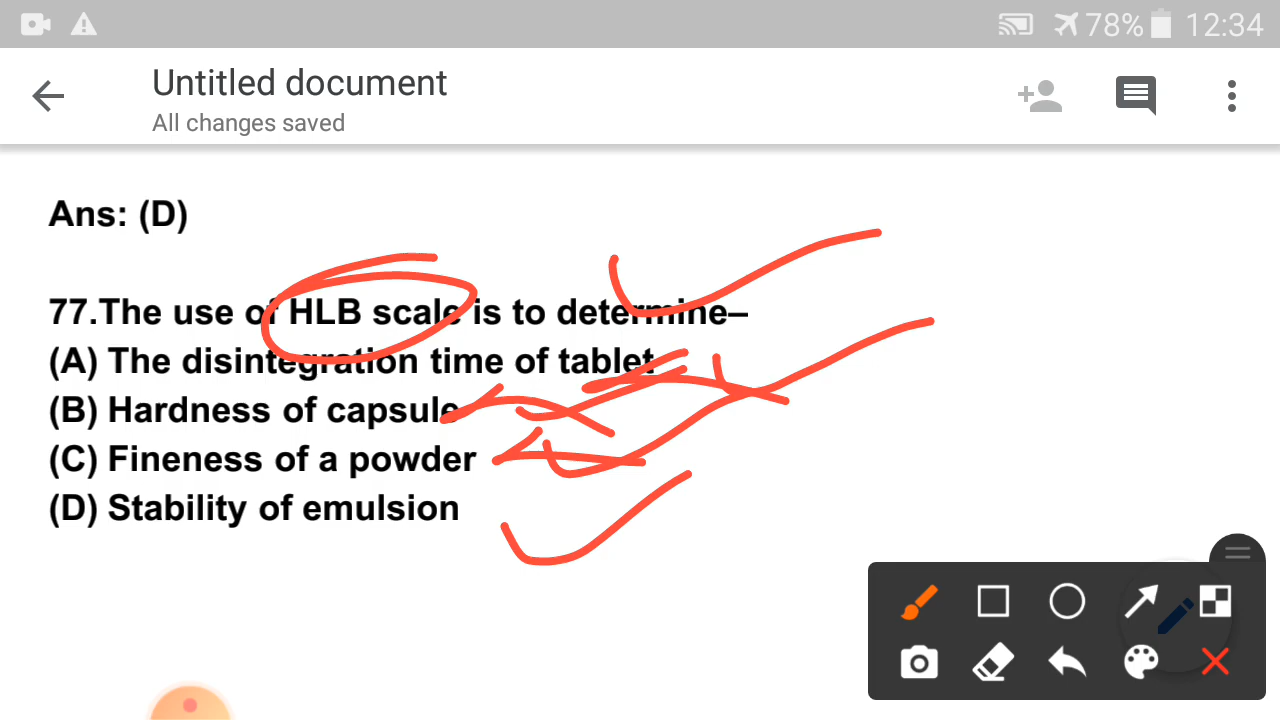 78% 12:34
Untitled document
All changes saved
Ans: (D)
77.The use of HLB scale is to determine–
(A) The disintegration time of tablet
(B) Hardness of capsule
(C) Fineness of a powder
(D) Stability of emulsion